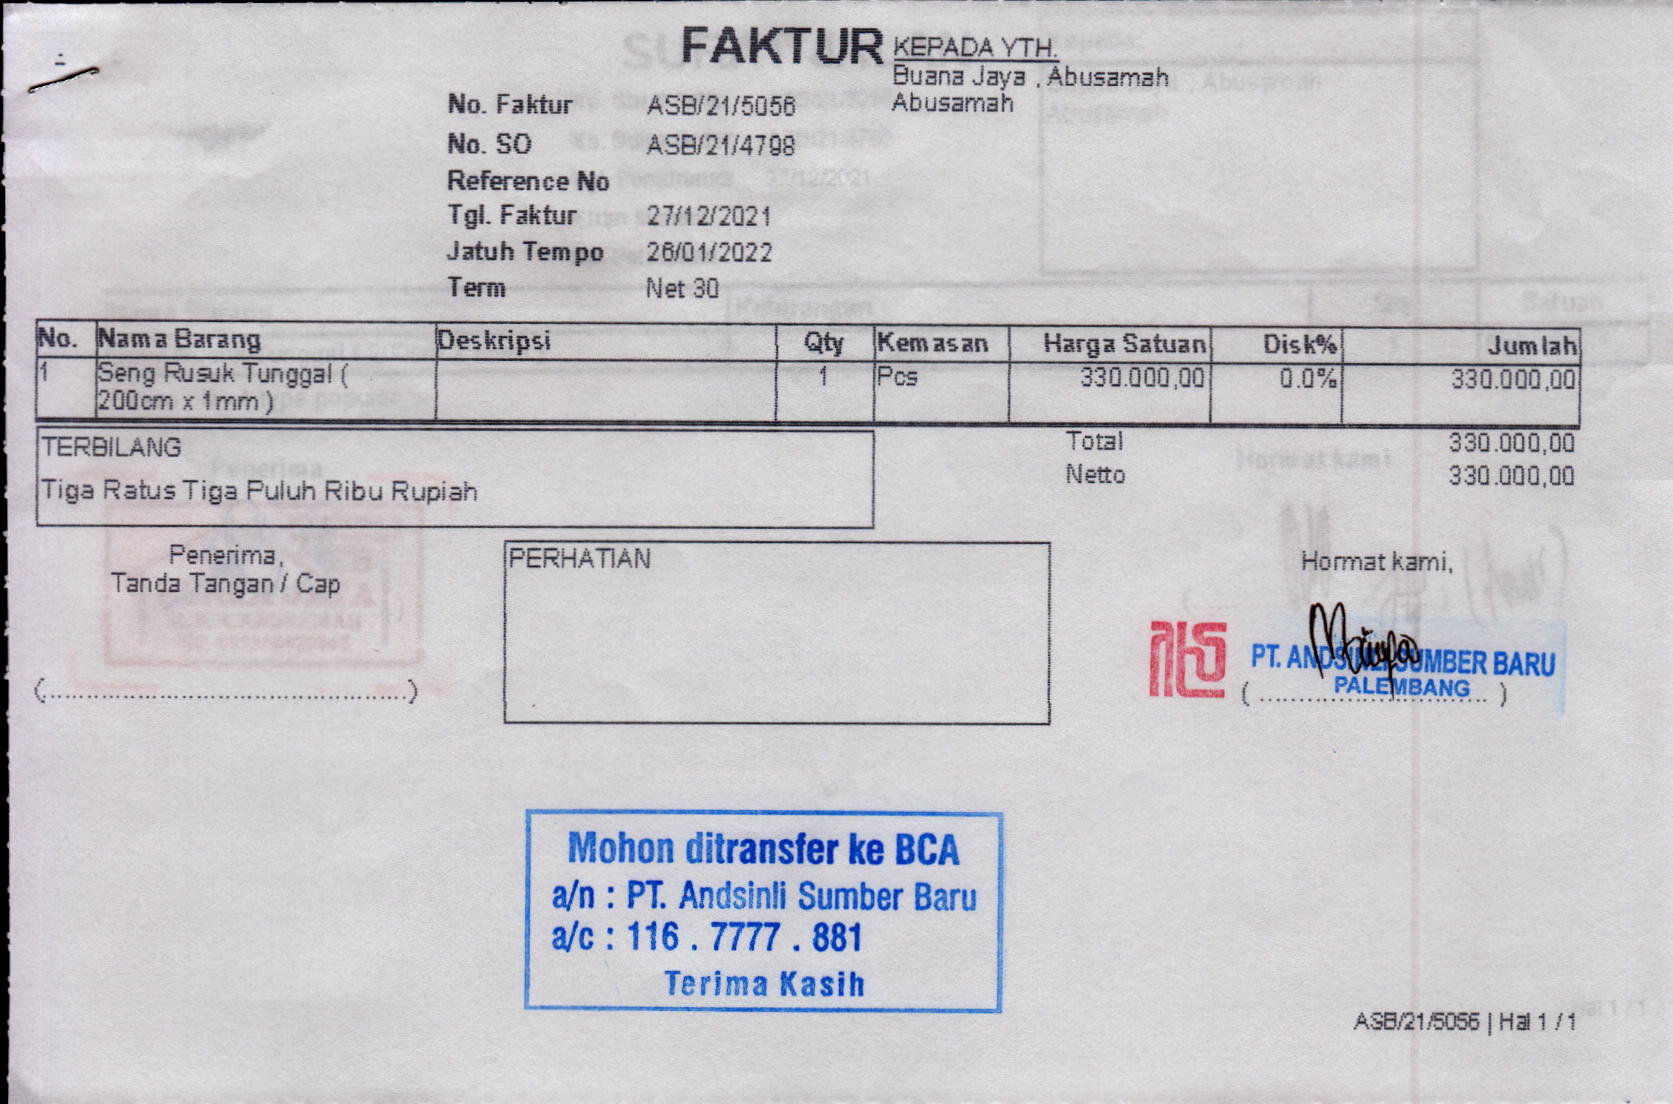 FAKTUR
KEPADA YTH.
Buana Jaya , Abusamah
Abusamah
No. Faktur ASB/21/5056
No. SO ASB/21/4798
Reference No
Tgl. Faktur 27/12/2021
Jatuh Tempo 26/01/2022
Term Net 30
No. Nama Barang Deskripsi Qty Kemasan Harga Satuan Disk% Jumlah
1 Seng Rusuk Tunggal ( 1 Pcs 330.000,00 0.0% 330.000,00
200cm x 1mm )
TERBILANG
Tiga Ratus Tiga Puluh Ribu Rupiah
Total 330.000,00
Netto 330.000,00
Penerima,
Tanda Tangan / Cap
(........................................................)
PERHATIAN
Hormat kami,
PT. ANDSINLI SUMBER BARU
PALEMBANG
( .................................. )
Mohon ditransfer ke BCA
a/n : PT. Andsinli Sumber Baru
a/c : 116 . 7777 . 881
Terima Kasih
ASB/21/5056 | Hal 1 / 1